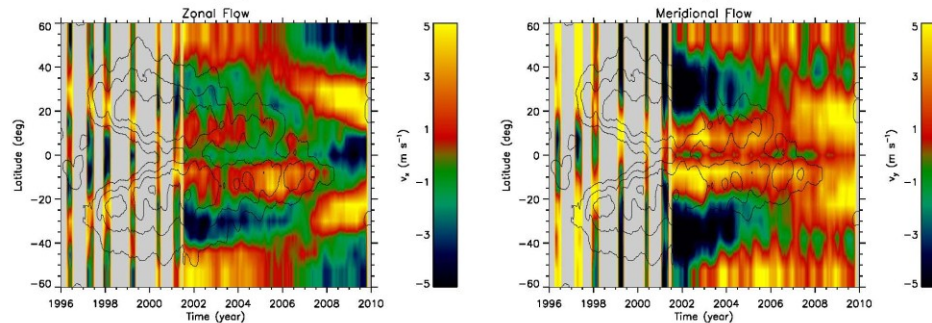 Zonal Flow
60
40
20
0
−20
−40
−60
Latitude (deg)
1996 1998 2000 2002 2004 2006 2008 2010
Time (year)
5
3
1
−1
−3
−5
vx (m s−1)
Meridional Flow
60
40
20
0
−20
−40
−60
Latitude (deg)
1996 1998 2000 2002 2004 2006 2008 2010
Time (year)
5
3
1
−1
−3
−5
vy (m s−1)